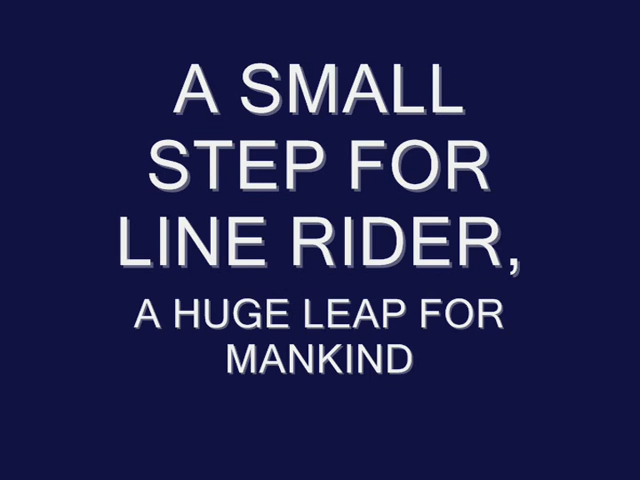 A SMALL
STEP FOR
LINE RIDER,
A HUGE LEAP FOR
MANKIND